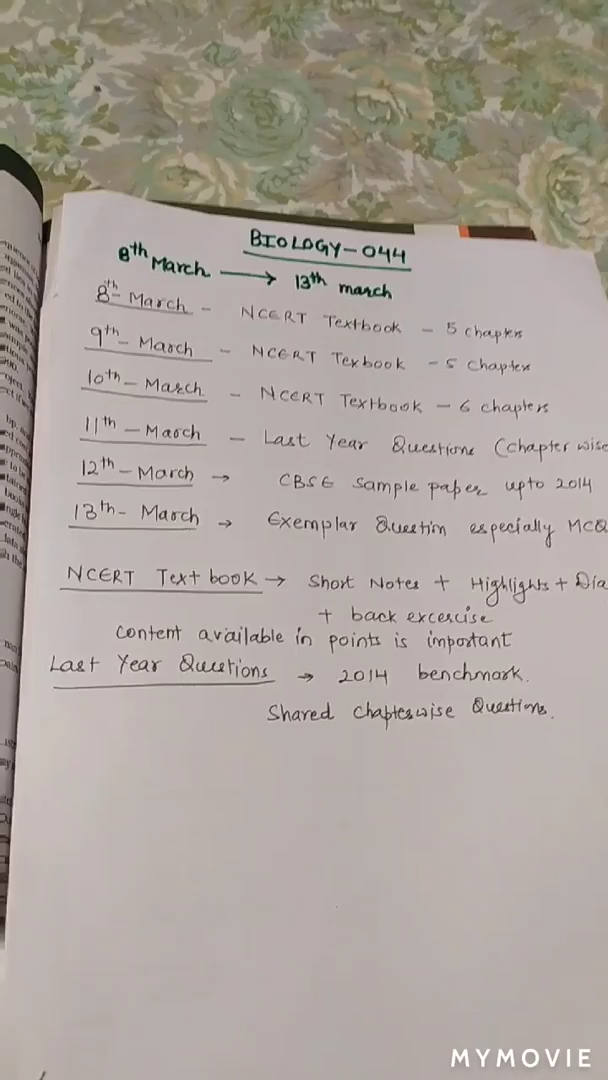 BIOLOGY-044
8th March → 13th march
8th March - NCERT Textbook - 5 chapters
9th - March - NCERT Texbook - 5 Chapters
10th - March - NCERT Textbook - 6 chapters
11th - March - Last Year Questions (chapter wise
12th - March → CBSE Sample paper upto 2014
13th - March → Exemplar Question especially MCQ
NCERT Text book → Short Notes + Highlights + Dia
+ back excercise
Content available in points is important
Last Year Questions → 2014 benchmark.
Shared Chapterwise Questions.
MYMOVIE